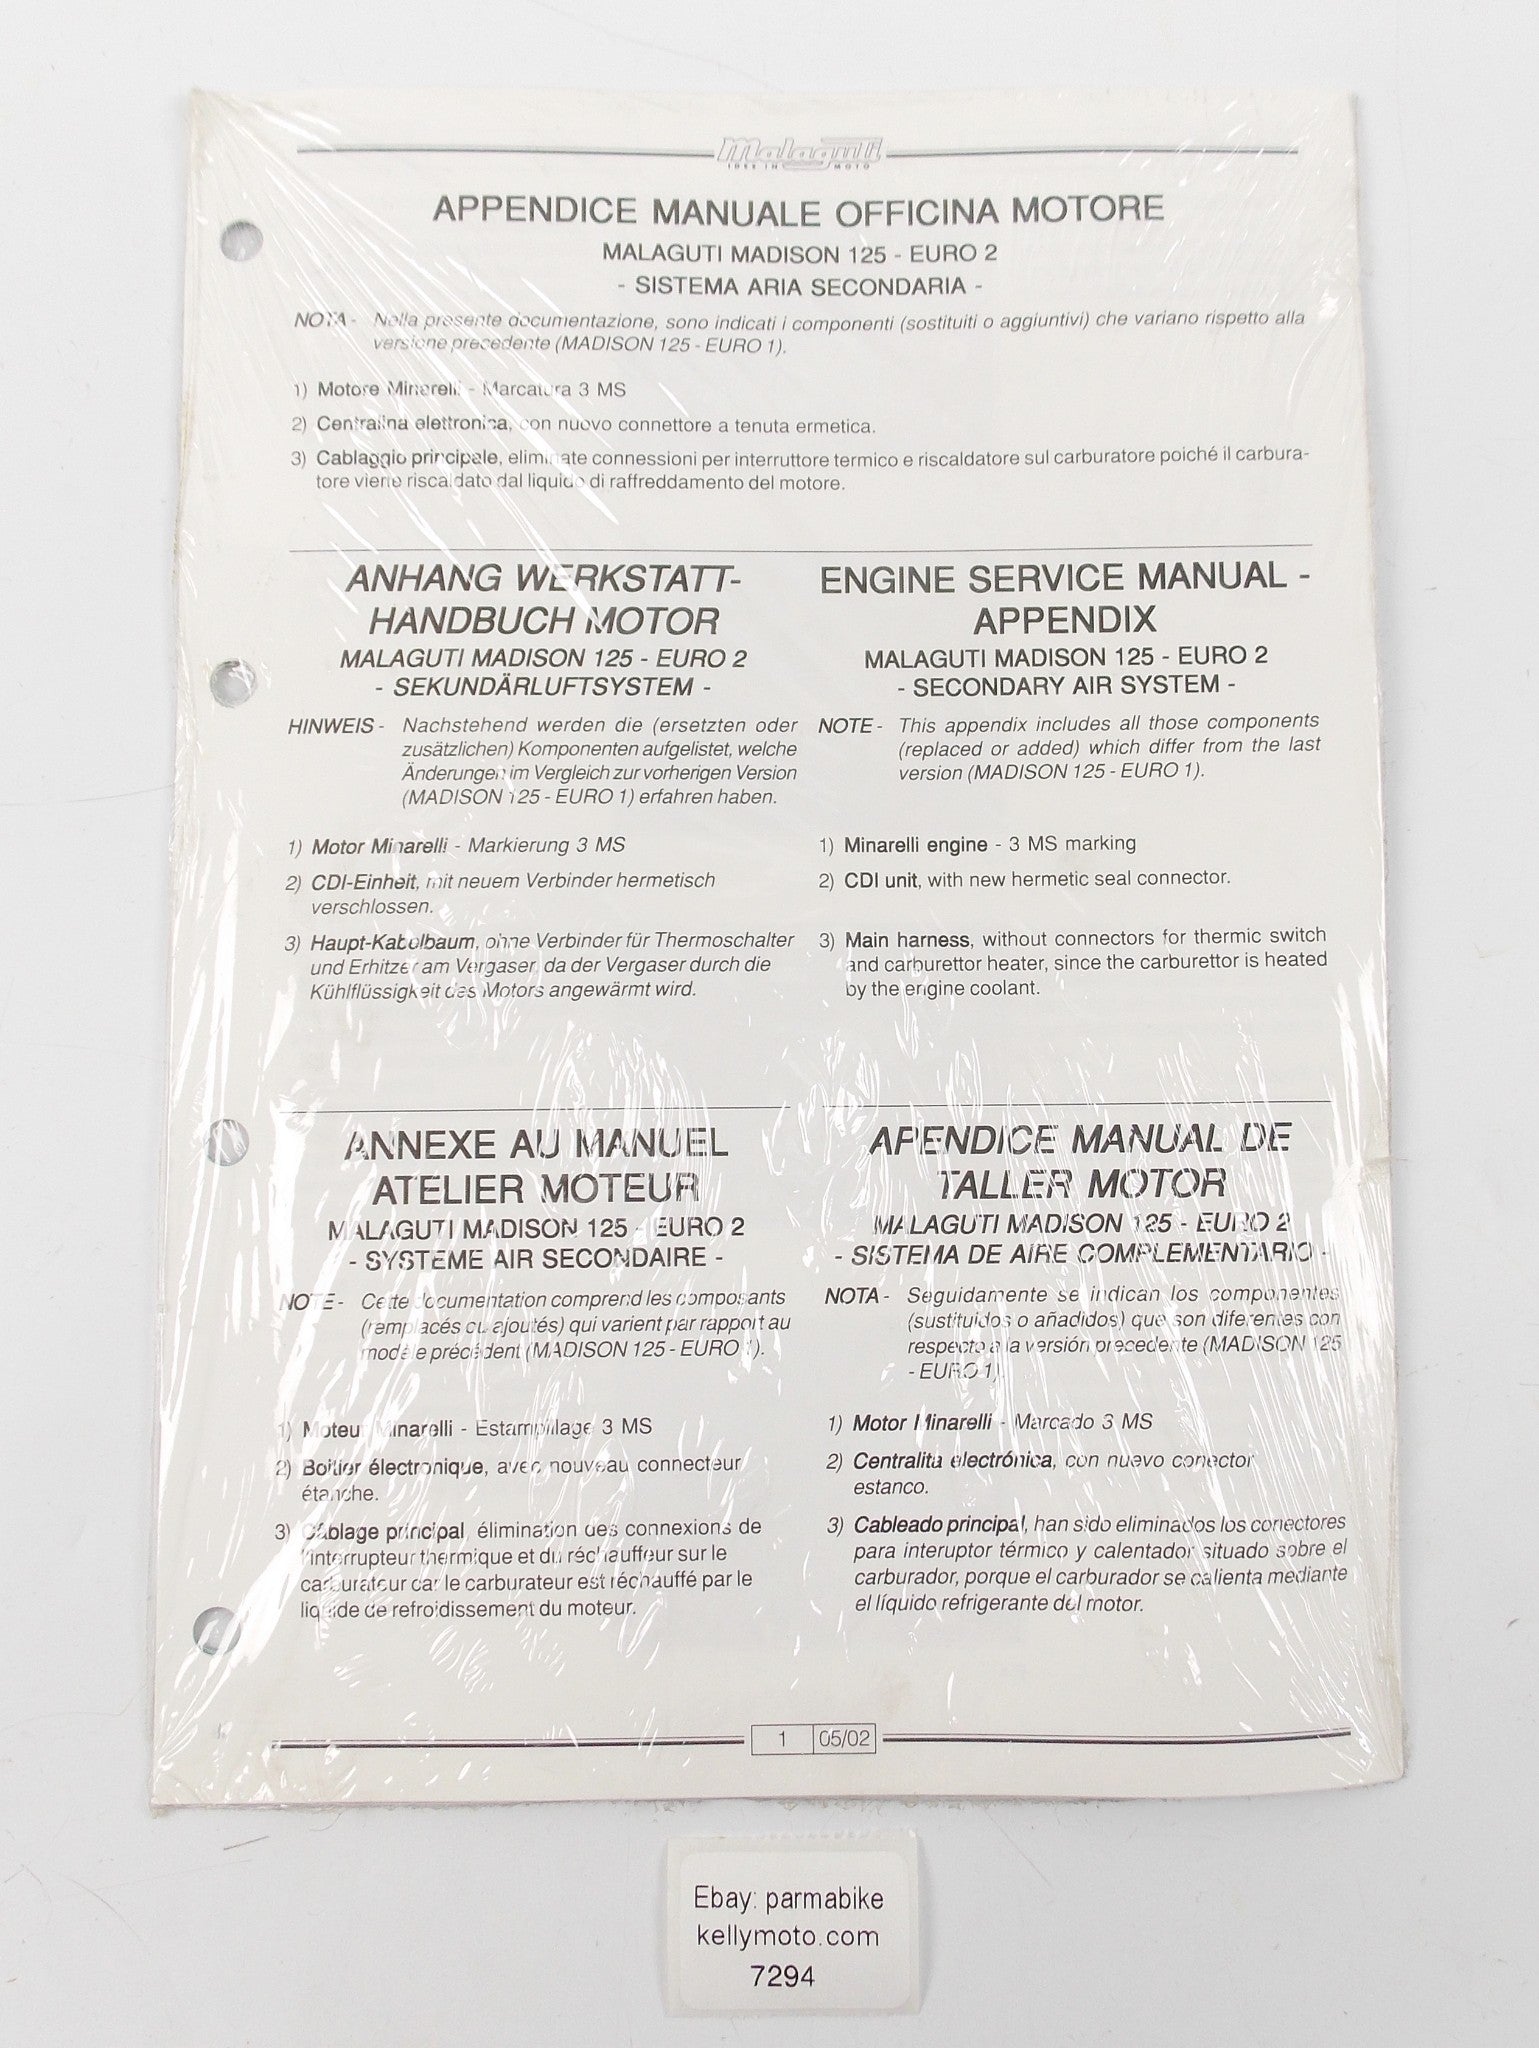 Malaguti
IDEE IN MOTO
APPENDICE MANUALE OFFICINA MOTORE
MALAGUTI MADISON 125 - EURO 2
- SISTEMA ARIA SECONDARIA -
NOTA - Nella presente documentazione, sono indicati i componenti (sostituiti o aggiuntivi) che variano rispetto alla
versione precedente (MADISON 125 - EURO 1).
1) Motore Minarelli - Marcatura 3 MS
2) Centralina elettronica, con nuovo connettore a tenuta ermetica.
3) Cablaggio principale, eliminate connessioni per interruttore termico e riscaldatore sul carburatore poiché il carbura-
tore viene riscaldato dal liquido di raffreddamento del motore.
ANHANG WERKSTATT-
HANDBUCH MOTOR
MALAGUTI MADISON 125 - EURO 2
- SEKUNDÄRLUFTSYSTEM -
HINWEIS - Nachstehend werden die (ersetzten oder
zusätzlichen) Komponenten aufgelistet, welche
Änderungen im Vergleich zur vorherigen Version
(MADISON 125 - EURO 1) erfahren haben.
1) Motor Minarelli - Markierung 3 MS
2) CDI-Einheit, mit neuem Verbinder hermetisch
verschlossen.
3) Haupt-Kabelbaum, ohne Verbinder für Thermoschalter
und Erhitzer am Vergaser, da der Vergaser durch die
Kühlflüssigkeit des Motors angewärmt wird.
ENGINE SERVICE MANUAL -
APPENDIX
MALAGUTI MADISON 125 - EURO 2
- SECONDARY AIR SYSTEM -
NOTE - This appendix includes all those components
(replaced or added) which differ from the last
version (MADISON 125 - EURO 1).
1) Minarelli engine - 3 MS marking
2) CDI unit, with new hermetic seal connector.
3) Main harness, without connectors for thermic switch
and carburettor heater, since the carburettor is heated
by the engine coolant.
ANNEXE AU MANUEL
ATELIER MOTEUR
MALAGUTI MADISON 125 - EURO 2
- SYSTEME AIR SECONDAIRE -
NOTE - Cette documentation comprend les composants
(remplacés ou ajoutés) qui varient par rapport au
modèle précédent (MADISON 125 - EURO 1).
1) Moteur Minarelli - Estampillage 3 MS
2) Boitier électronique, avec nouveau connecteur
étanche.
3) Câblage principal, élimination des connexions de
l'interrupteur thermique et du réchauffeur sur le
carburateur car le carburateur est réchauffé par le
liquide de refroidissement du moteur.
APENDICE MANUAL DE
TALLER MOTOR
MALAGUTI MADISON 125 - EURO 2
- SISTEMA DE AIRE COMPLEMENTARIO -
NOTA - Seguidamente se indican los componentes
(sustituidos o añadidos) que son diferentes con
respecto a la versión precedente (MADISON 125
- EURO 1).
1) Motor Minarelli - Marcado 3 MS
2) Centralita electrónica, con nuevo conector
estanco.
3) Cableado principal, han sido eliminados los conectores
para interuptor térmico y calentador situado sobre el
carburador, porque el carburador se calienta mediante
el líquido refrigerante del motor.
1 05/02
Ebay: parmabike
kellymoto.com
7294